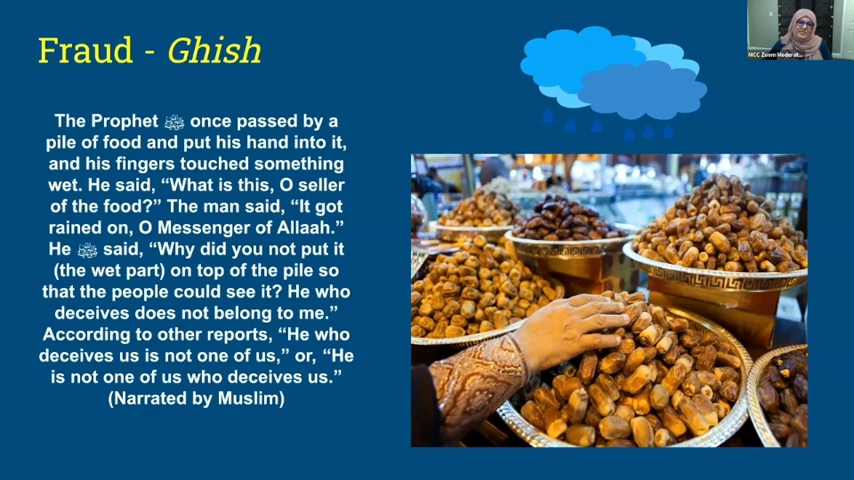 Fraud - Ghish
MCC Zoom Moderat...
The Prophet ﷺ once passed by a
pile of food and put his hand into it,
and his fingers touched something
wet. He said, “What is this, O seller
of the food?” The man said, “It got
rained on, O Messenger of Allaah.”
He ﷺ said, “Why did you not put it
(the wet part) on top of the pile so
that the people could see it? He who
deceives does not belong to me.”
According to other reports, “He who
deceives us is not one of us,” or, “He
is not one of us who deceives us.”
(Narrated by Muslim)